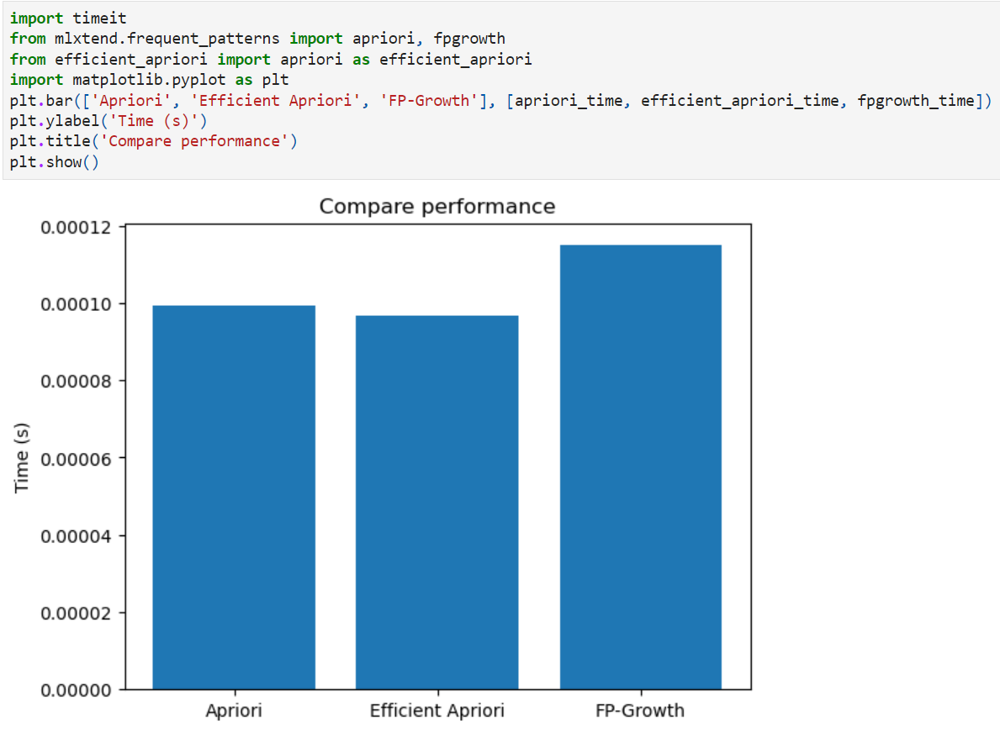 import timeit
from mlxtend.frequent_patterns import apriori, fpgrowth
from efficient_apriori import apriori as efficient_apriori
import matplotlib.pyplot as plt
plt.bar(['Apriori', 'Efficient Apriori', 'FP-Growth'], [apriori_time, efficient_apriori_time, fpgrowth_time])
plt.ylabel('Time (s)')
plt.title('Compare performance')
plt.show()
Compare performance
0.00012
0.00010
0.00008
0.00006
0.00004
0.00002
0.00000
Time (s)
Apriori
Efficient Apriori
FP-Growth